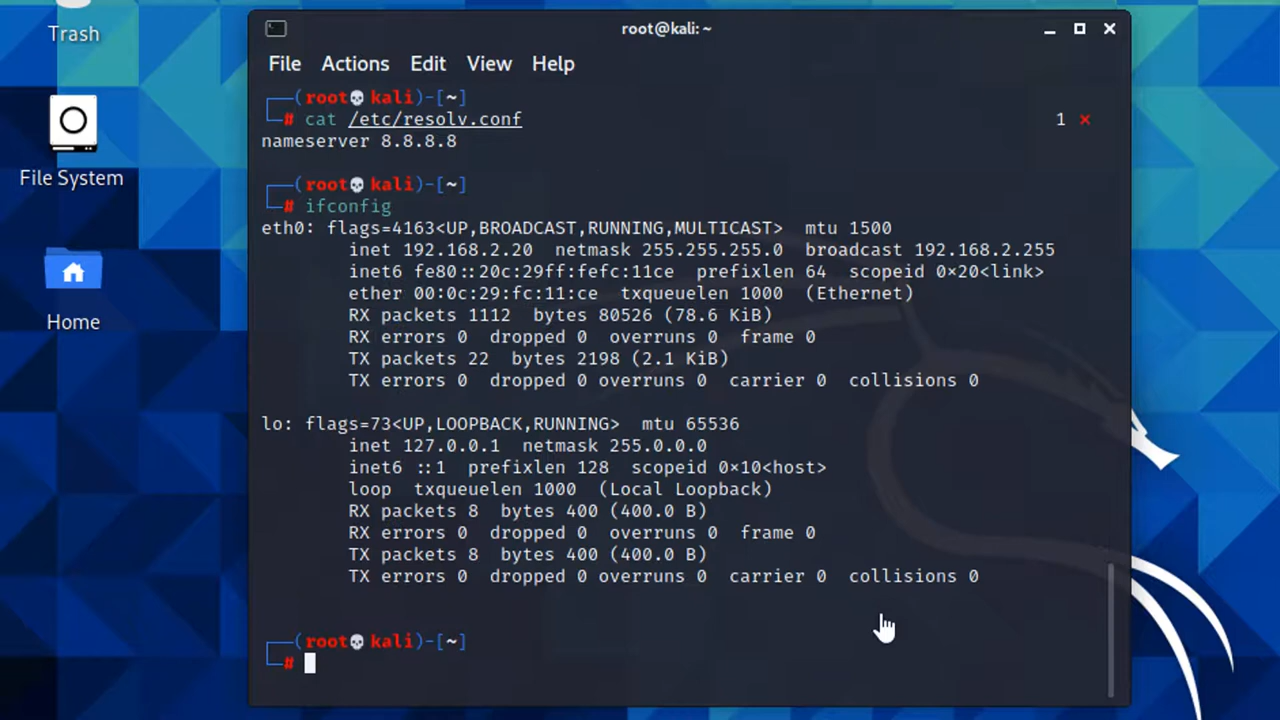 Trash
File System
Home
root@kali: ~
File Actions Edit View Help
┌──(root💀kali)-[~]
└─# cat /etc/resolv.conf 1 ⨯
nameserver 8.8.8.8
┌──(root💀kali)-[~]
└─# ifconfig
eth0: flags=4163<UP,BROADCAST,RUNNING,MULTICAST> mtu 1500
inet 192.168.2.20 netmask 255.255.255.0 broadcast 192.168.2.255
inet6 fe80::20c:29ff:fefc:11ce prefixlen 64 scopeid 0×20<link>
ether 00:0c:29:fc:11:ce txqueuelen 1000 (Ethernet)
RX packets 1112 bytes 80526 (78.6 KiB)
RX errors 0 dropped 0 overruns 0 frame 0
TX packets 22 bytes 2198 (2.1 KiB)
TX errors 0 dropped 0 overruns 0 carrier 0 collisions 0
lo: flags=73<UP,LOOPBACK,RUNNING> mtu 65536
inet 127.0.0.1 netmask 255.0.0.0
inet6 ::1 prefixlen 128 scopeid 0×10<host>
loop txqueuelen 1000 (Local Loopback)
RX packets 8 bytes 400 (400.0 B)
RX errors 0 dropped 0 overruns 0 frame 0
TX packets 8 bytes 400 (400.0 B)
TX errors 0 dropped 0 overruns 0 carrier 0 collisions 0
┌──(root💀kali)-[~]
└─#